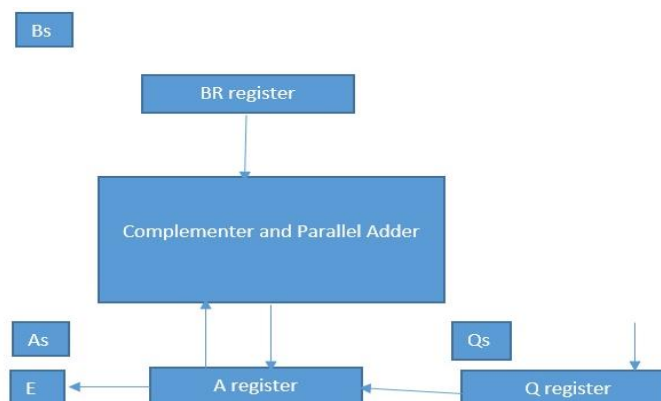 Bs
BR register
Complementer and Parallel Adder
As
Qs
E
A register
Q register